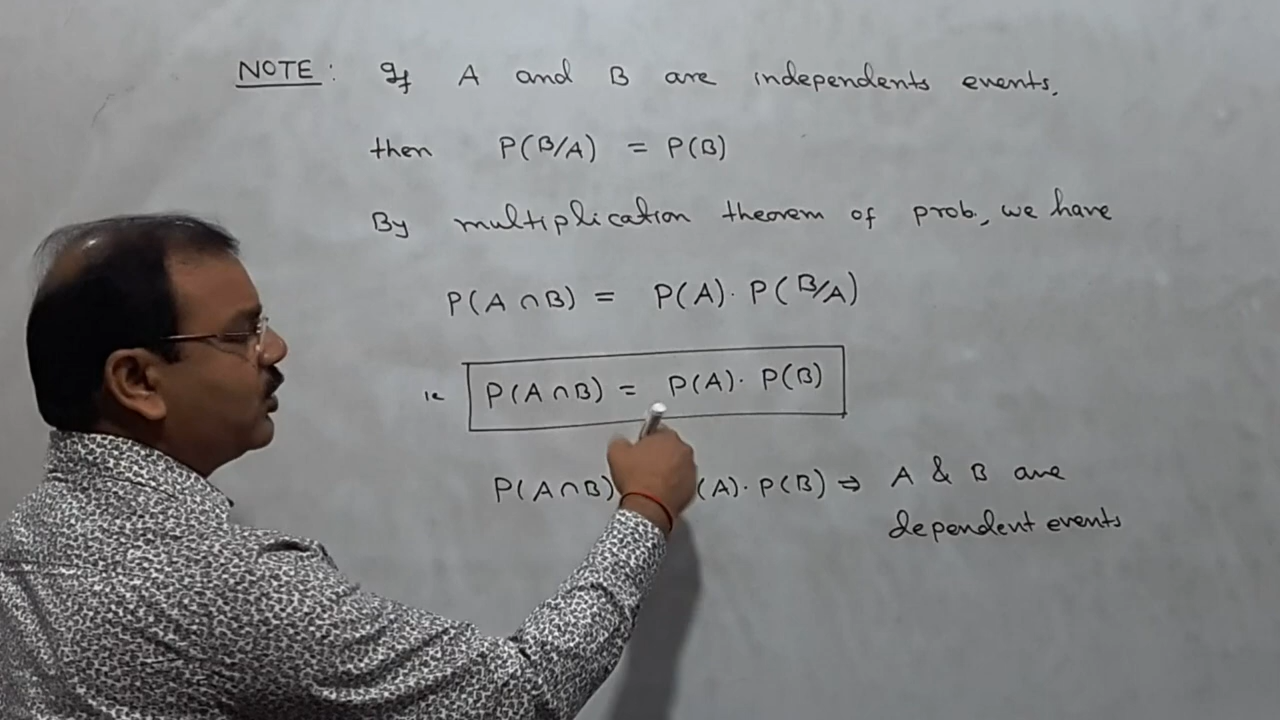 NOTE: If A and B are independents events,
then P(B/A) = P(B)
By multiplication theorem of prob., we have
P(A ∩ B) = P(A). P(B/A)
ie P(A ∩ B) = P(A). P(B)
P(A ∩ B) (A). P(B) ⇒ A & B are
dependent events